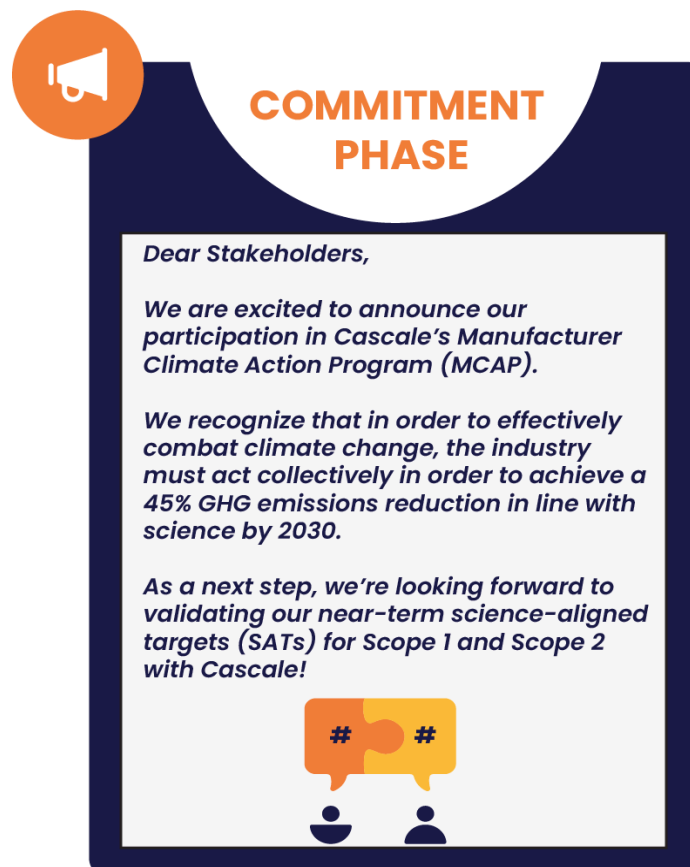 COMMITMENT
PHASE
Dear Stakeholders,
We are excited to announce our
participation in Cascale’s Manufacturer
Climate Action Program (MCAP).
We recognize that in order to effectively
combat climate change, the industry
must act collectively in order to achieve a
45% GHG emissions reduction in line with
science by 2030.
As a next step, we’re looking forward to
validating our near-term science-aligned
targets (SATs) for Scope 1 and Scope 2
with Cascale!
# #